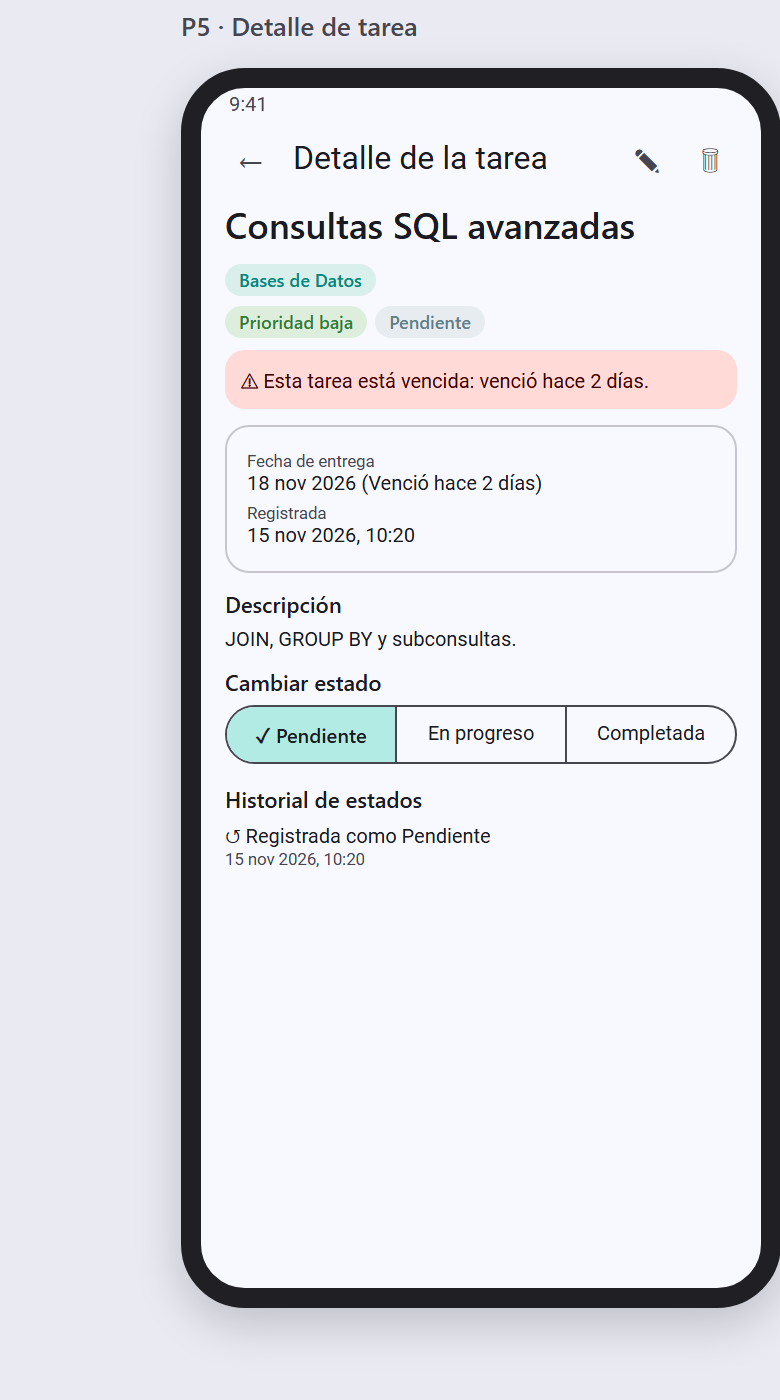 P5 · Detalle de tarea
9:41
← Detalle de la tarea
Consultas SQL avanzadas
Bases de Datos
Prioridad baja Pendiente
⚠ Esta tarea está vencida: venció hace 2 días.
Fecha de entrega
18 nov 2026 (Venció hace 2 días)
Registrada
15 nov 2026, 10:20
Descripción
JOIN, GROUP BY y subconsultas.
Cambiar estado
✓ Pendiente En progreso Completada
Historial de estados
↺ Registrada como Pendiente
15 nov 2026, 10:20